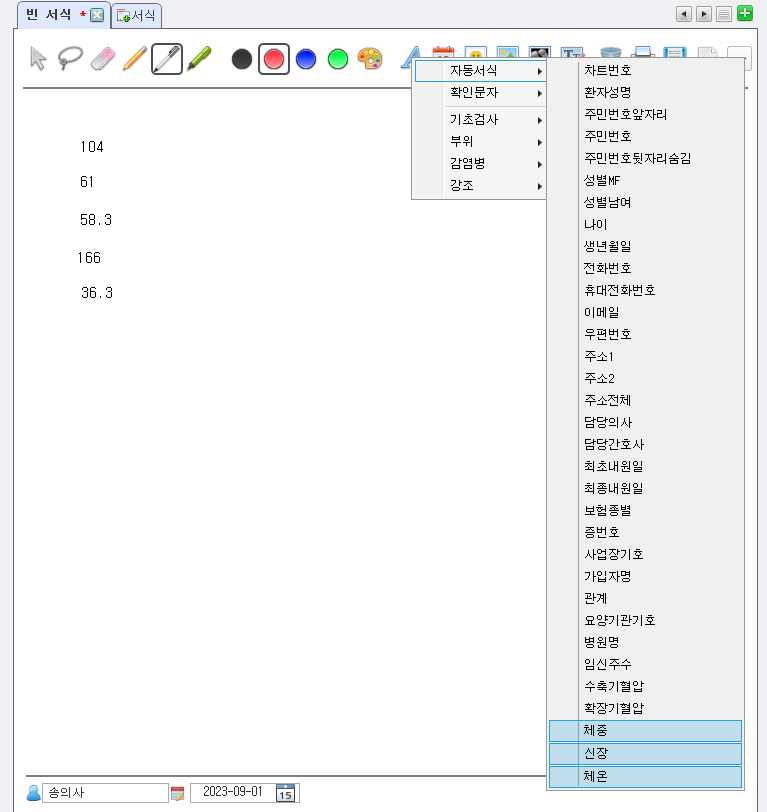 빈 서식 *
서식
104
61
58.3
166
36.3
자동서식
확인문자
기초검사
부위
감염병
강조
차트번호
환자성명
주민번호앞자리
주민번호
주민번호뒷자리숨김
성별MF
성별남여
나이
생년월일
전화번호
휴대전화번호
이메일
우편번호
주소1
주소2
주소전체
담당의사
담당간호사
최초내원일
최종내원일
보험종별
증번호
사업장기호
가입자명
관계
요양기관기호
병원명
임신주수
수축기혈압
확장기혈압
체중
신장
체온
송의사
2023-09-01
15